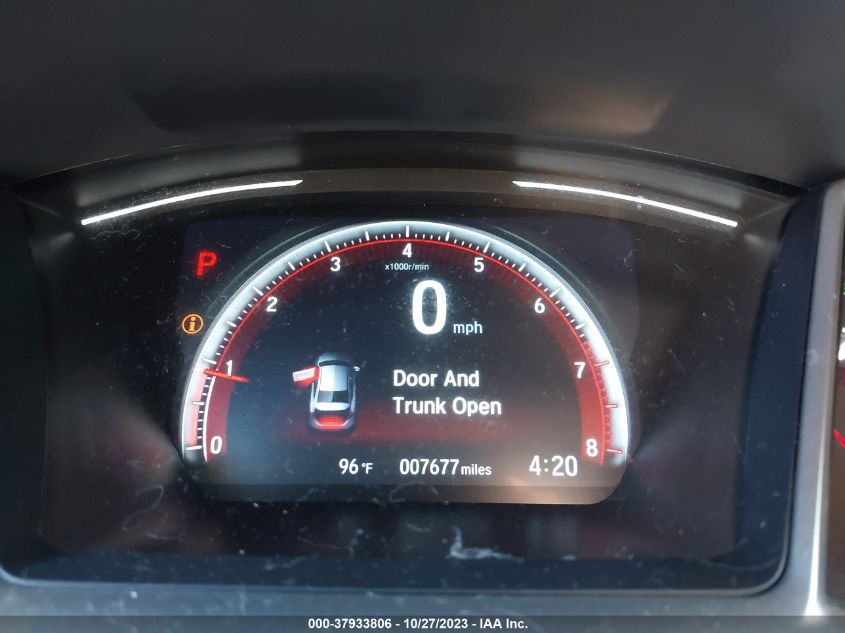 P
4
x1000r/min
3
5
2
6
0 mph
i
1
7
Door And
Trunk Open
0
8
96 °F 007677 miles 4:20
000-37933806 - 10/27/2023 - IAA Inc.